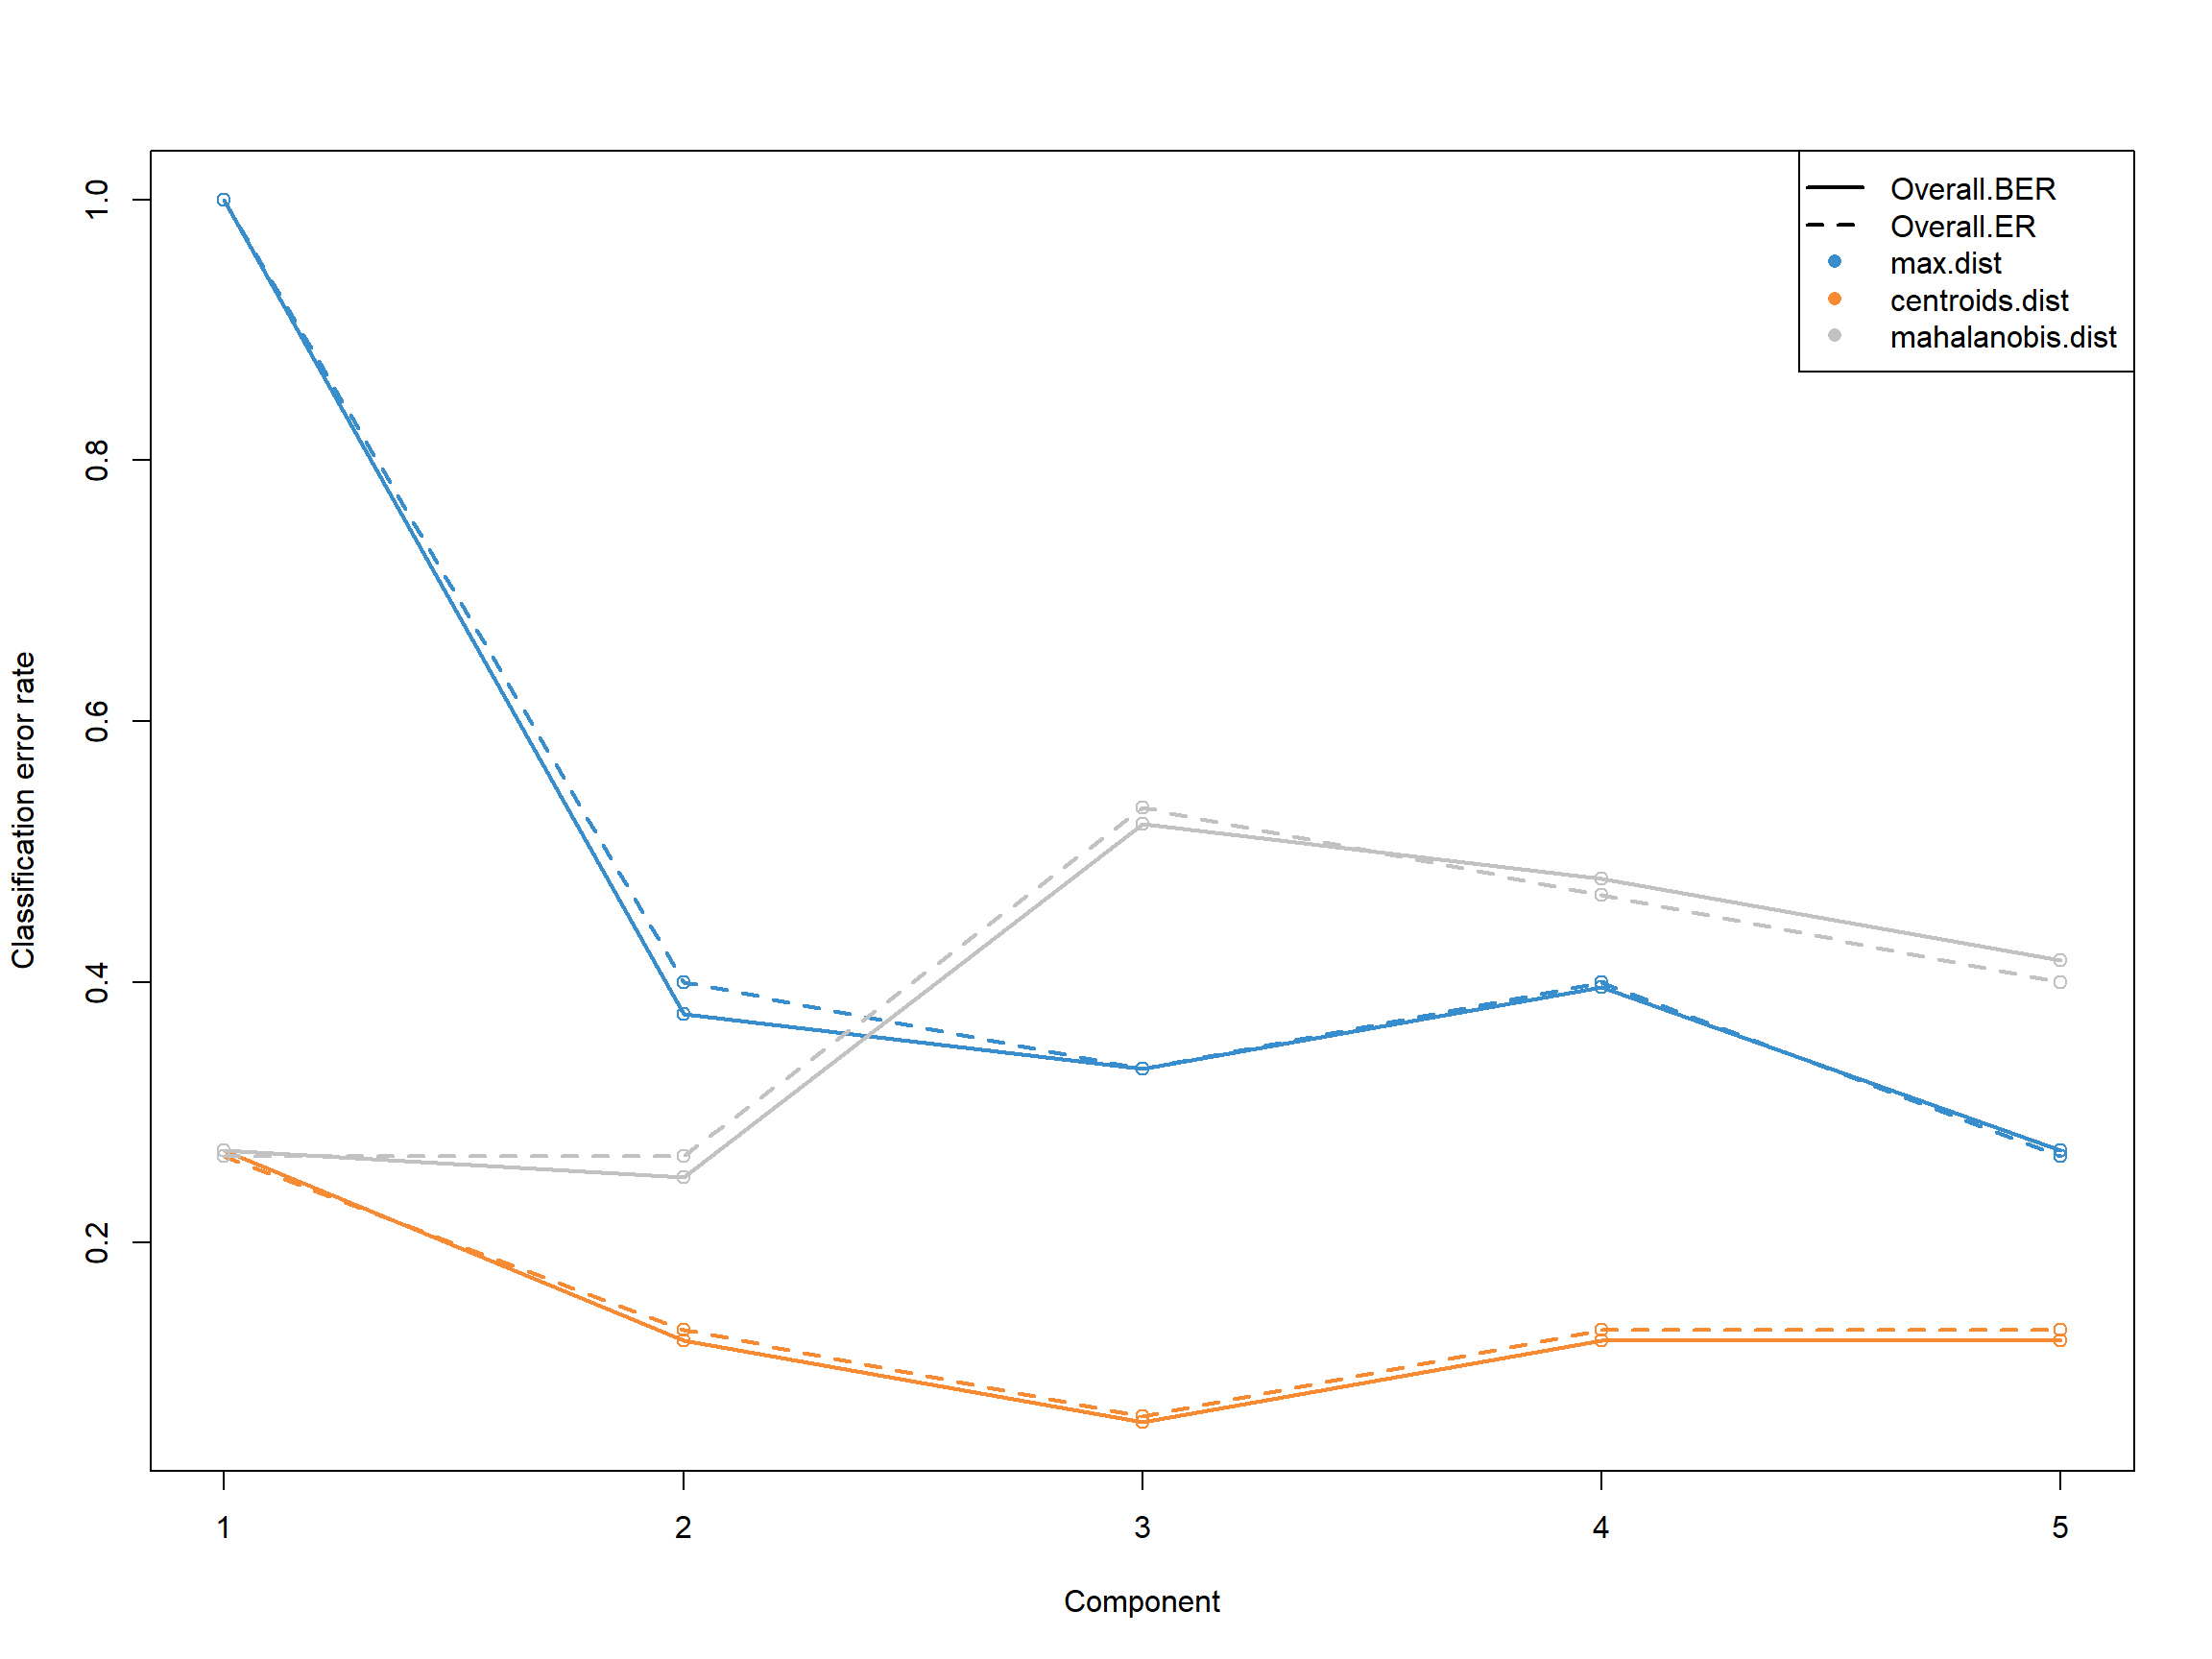 Overall.BER
Overall.ER
max.dist
centroids.dist
mahalanobis.dist
1.0
0.8
0.6
0.4
0.2
Classification error rate
1 2 3 4 5
Component